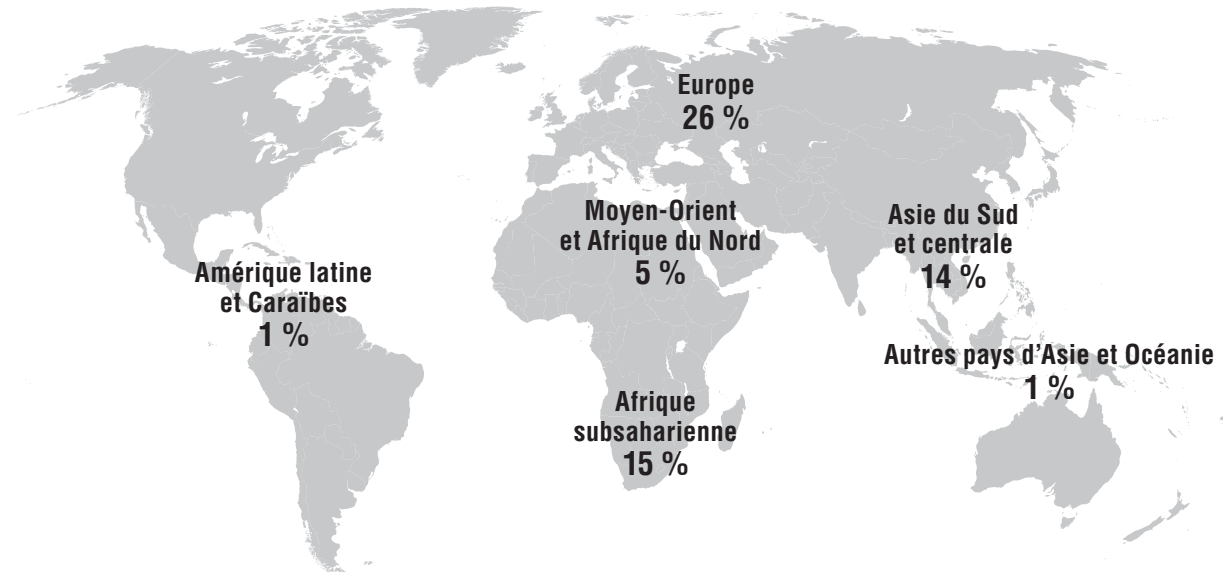 Europe
26 %
Moyen-Orient
et Afrique du Nord
5 %
Asie du Sud
et centrale
14 %
Amérique latine
et Caraïbes
1 %
Autres pays d’Asie et Océanie
1 %
Afrique
subsaharienne
15 %